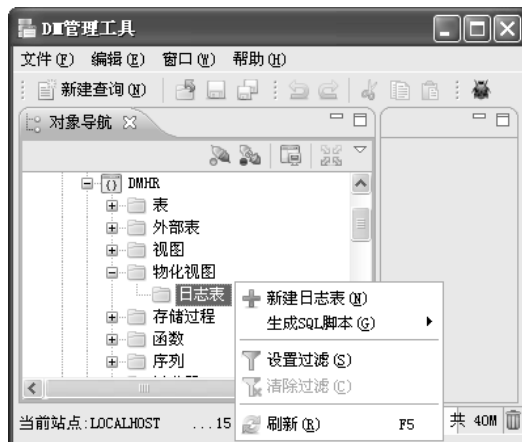 DM管理工具
文件(F) 编辑(E) 窗口(W) 帮助(H)
新建查询(N)
对象导航
DMHR
表
外部表
视图
物化视图
日志表
新建日志表(N)
存储过程
生成SQL脚本(G)
函数
设置过滤(S)
序列
清除过滤(C)
当前站点:LOCALHOST ...15
刷新(R) F5
共 40M